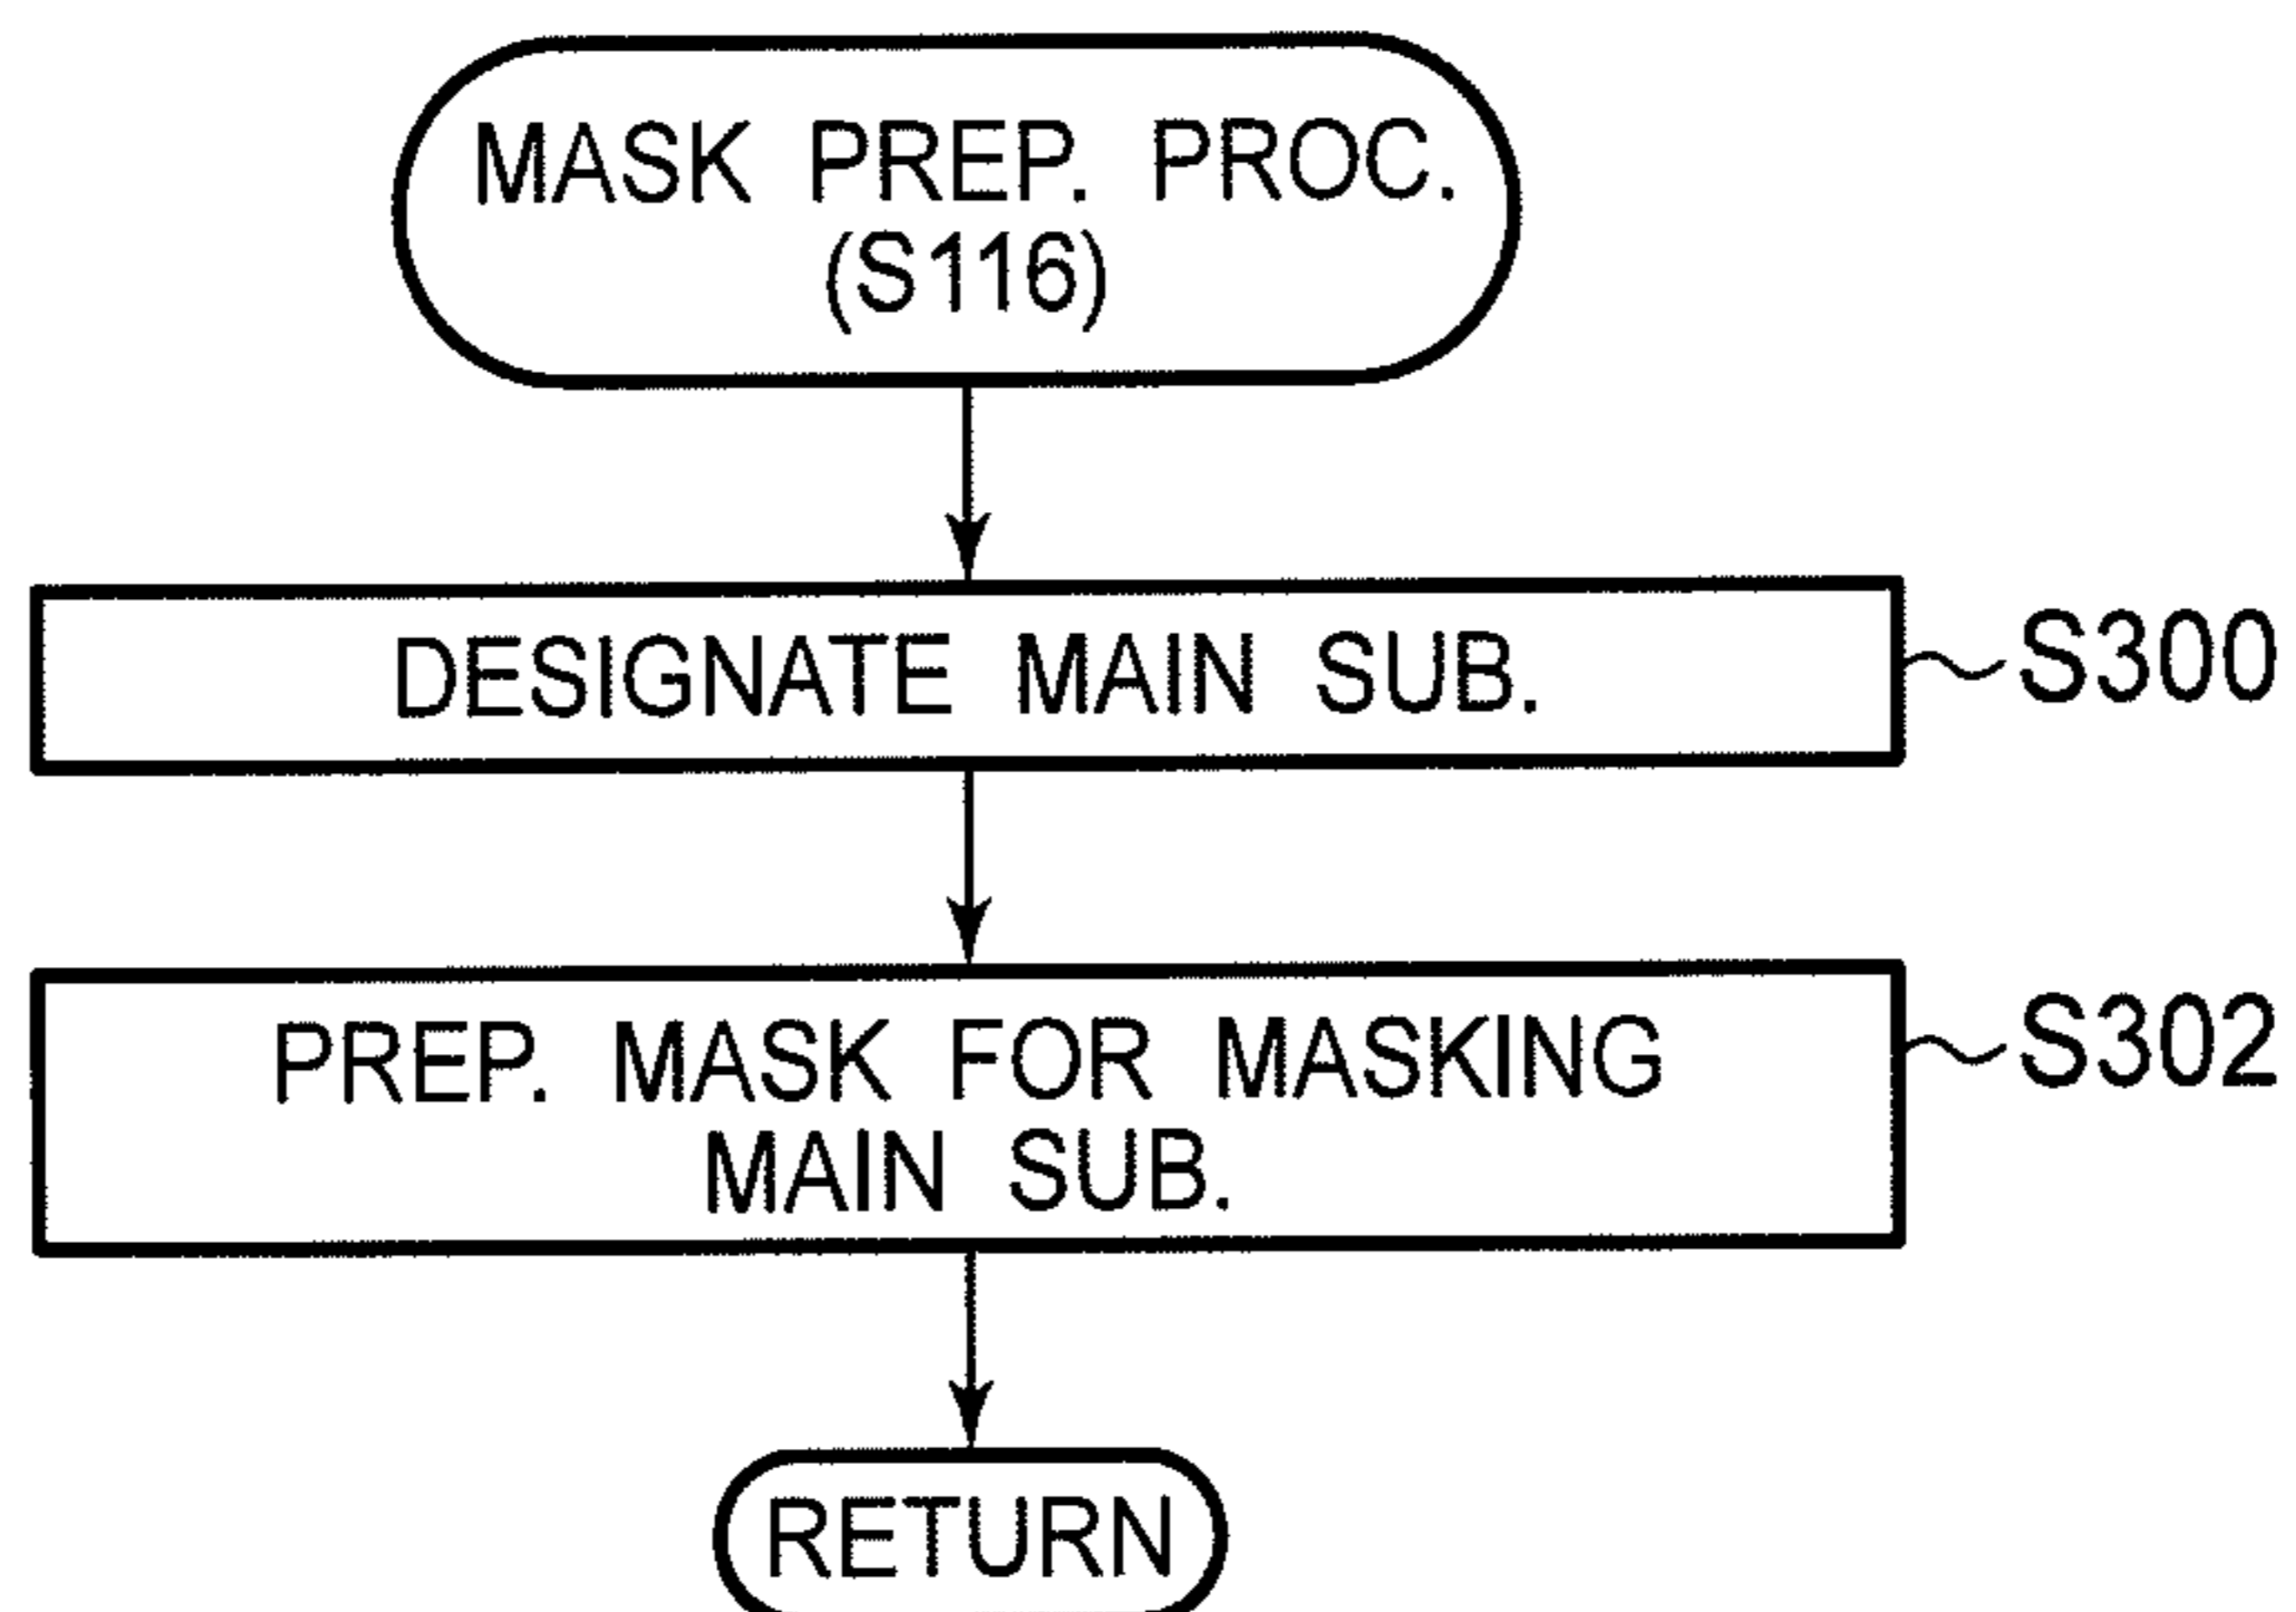 MASK PREP. PROC.
(S116)
DESIGNATE MAIN SUB.
S300
PREP. MASK FOR MASKING
MAIN SUB.
S302
RETURN